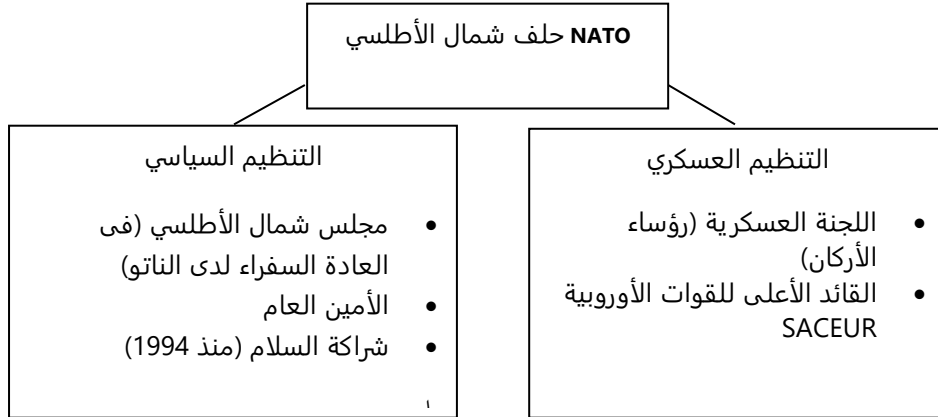 NATO حلف شمال الأطلسي
التنظيم العسكري
اللجنة العسكرية (رؤساء
الأركان)
القائد الأعلى للقوات الأوروبية
SACEUR
التنظيم السياسي
مجلس شمال الأطلسي (فى
العادة السفراء لدى الناتو)
الأمين العام
شراكة السلام (منذ 1994)